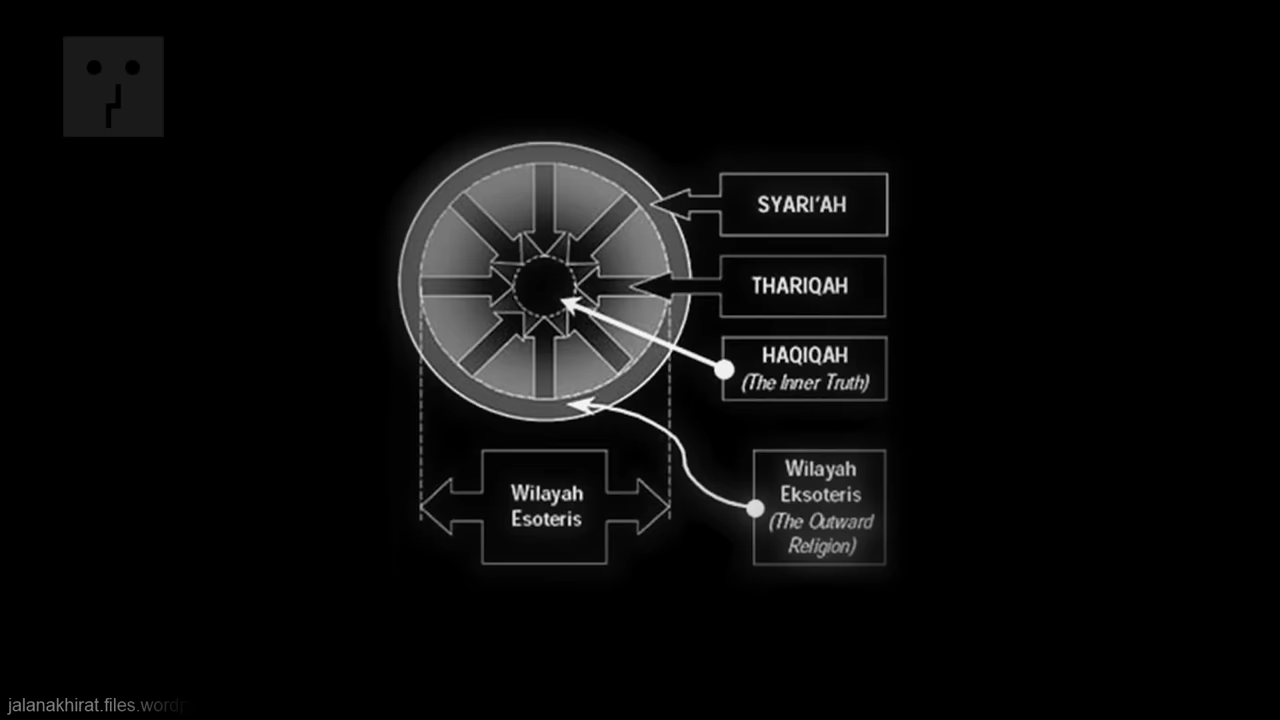 SYARI'AH
THARIQAH
HAQIQAH
(The Inner Truth)
Wilayah
Esoteris
Wilayah
Eksoteris
(The Outward
Religion)
jalanakhirat.files.word